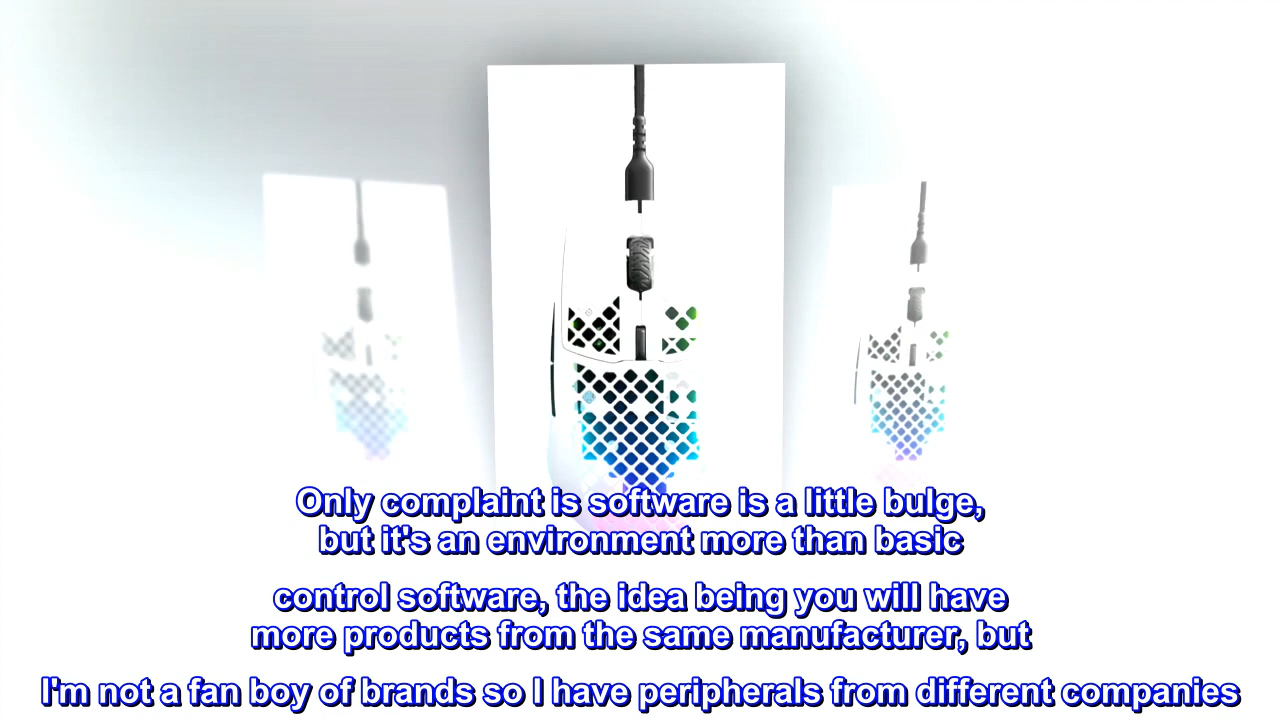 Only complaint is software is a little bulge,
but it's an environment more than basic
control software, the idea being you will have
more products from the same manufacturer, but
I'm not a fan boy of brands so I have peripherals from different companies